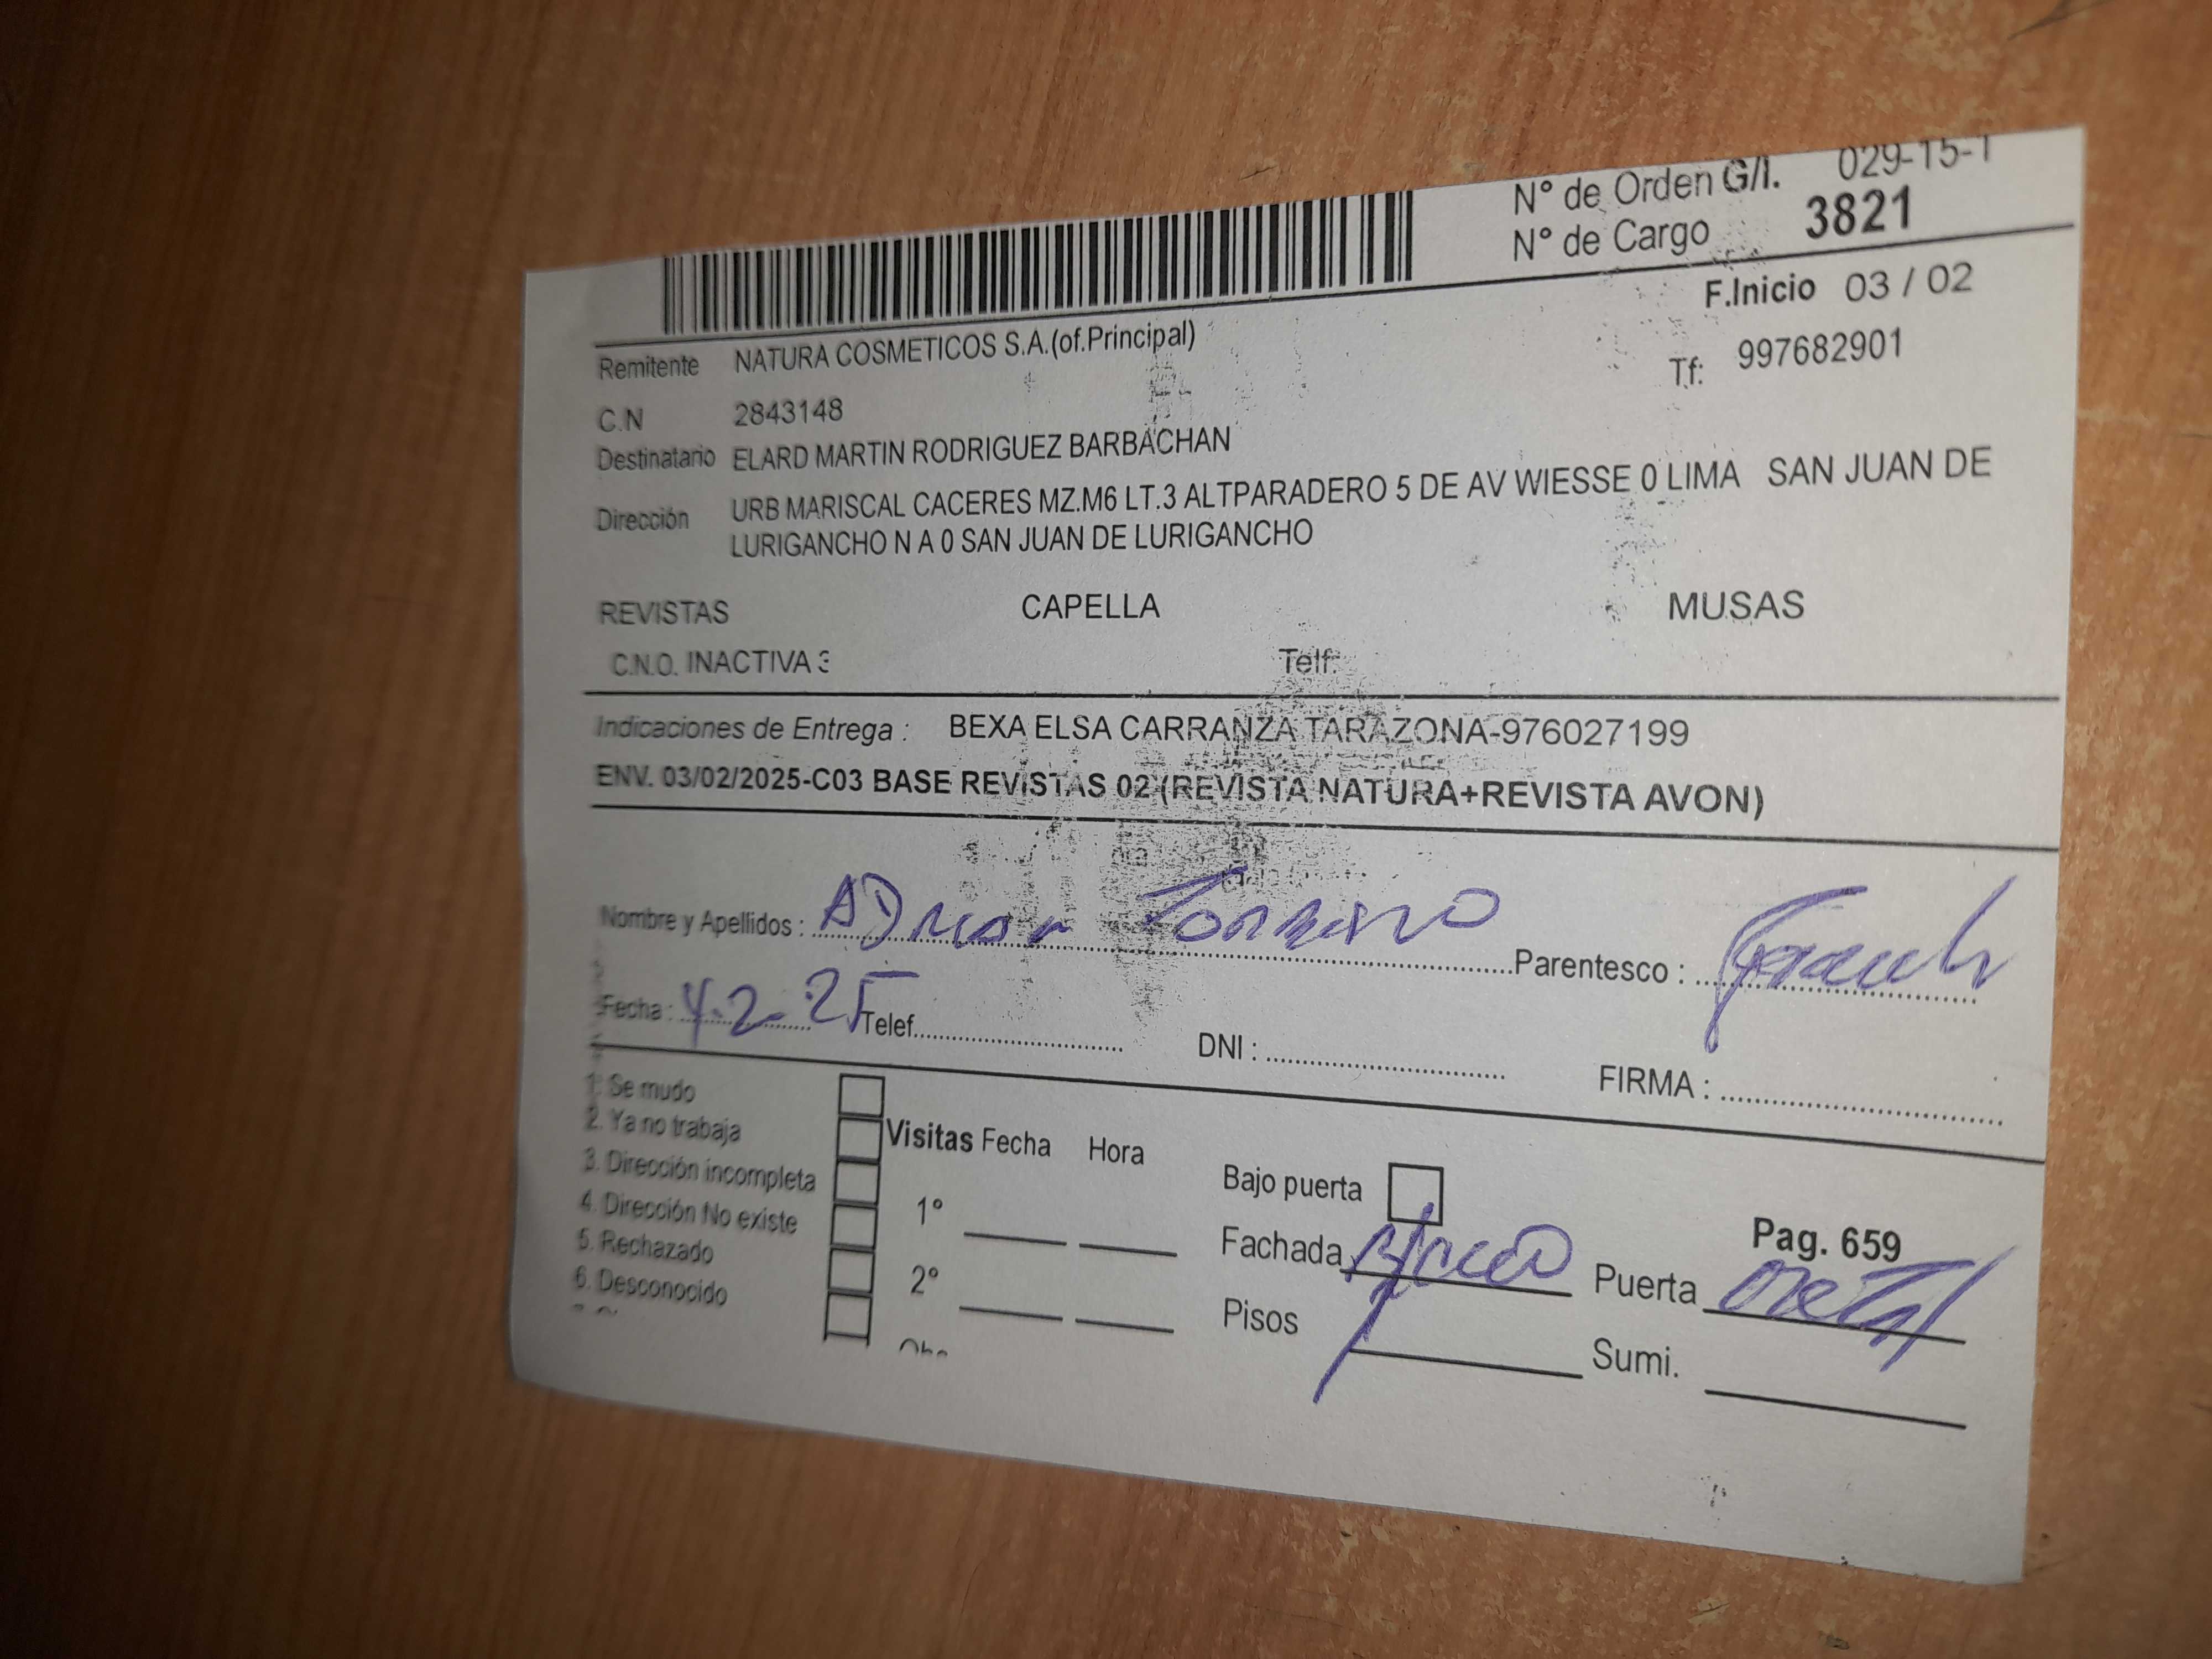 Nº de Orden G/I. 029-15-1
Nº de Cargo 3821
F.Inicio 03 / 02
Remitente NATURA COSMETICOS S.A.(of.Principal)
Tf: 997682901
C.N 2843148
Destinatario ELARD MARTIN RODRIGUEZ BARBACHAN
Dirección URB MARISCAL CACERES MZ.M6 LT.3 ALTPARADERO 5 DE AV WIESSE 0 LIMA SAN JUAN DE
LURIGANCHO N A 0 SAN JUAN DE LURIGANCHO
REVISTAS CAPELLA MUSAS
C.N.O. INACTIVA 3 Telf:
Indicaciones de Entrega : BEXA ELSA CARRANZA TARAZONA-976027199
ENV. 03/02/2025-C03 BASE REVISTAS 02 (REVISTA NATURA+REVISTA AVON)
Nombre y Apellidos : Parentesco :
Fecha : 4.2.25 Telef. DNI : FIRMA :
1. Se mudo
2. Ya no trabaja
3. Dirección incompleta
4. Dirección No existe
5. Rechazado
6. Desconocido
Visitas Fecha Hora
1º
2º
Bajo puerta
Pag. 659
Fachada Puerta metal
Pisos Sumi.